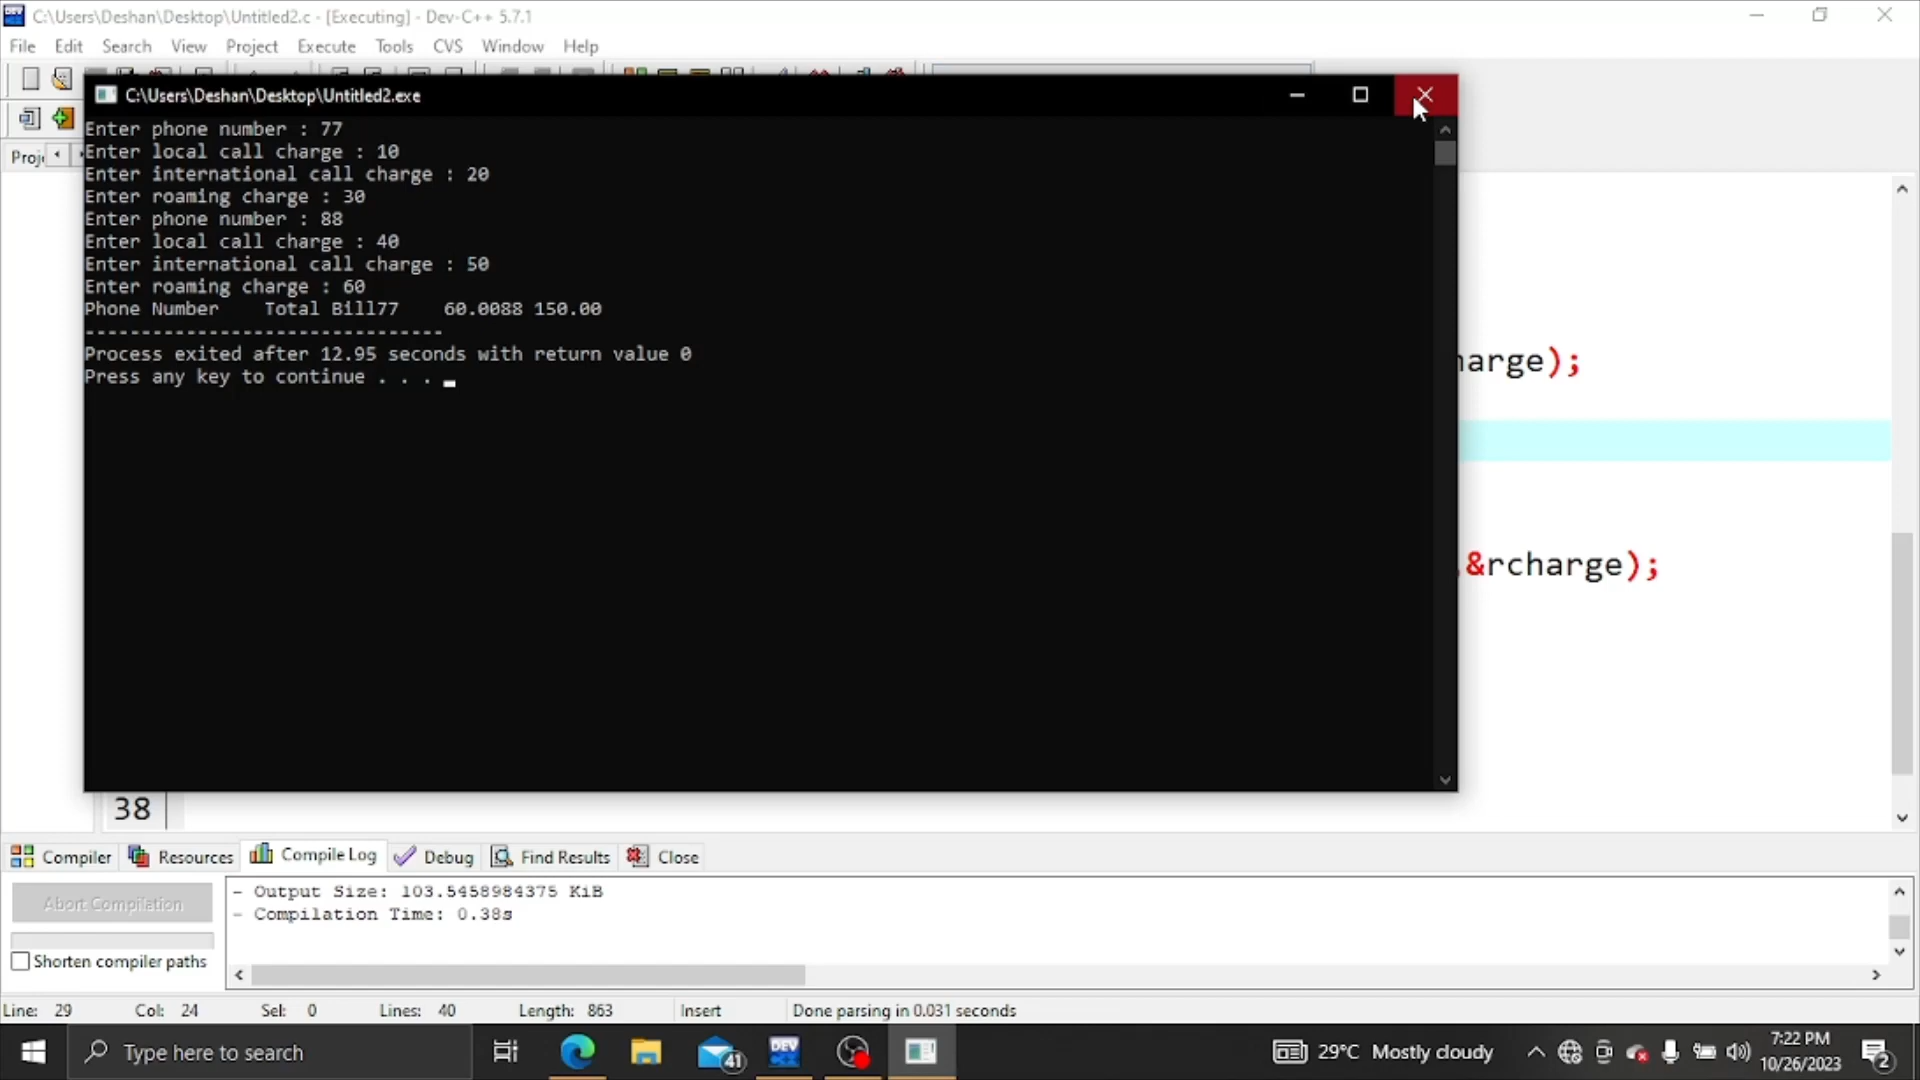 C:\Users\Deshan\Desktop\Untitled2.c - [Executing] - Dev-C++ 5.7.1
File Edit Search View Project Execute Tools CVS Window Help
C:\Users\Deshan\Desktop\Untitled2.exe
Enter phone number : 77
Enter local call charge : 10
Enter international call charge : 20
Enter roaming charge : 30
Enter phone number : 88
Enter local call charge : 40
Enter international call charge : 50
Enter roaming charge : 60
Phone Number    Total Bill77    60.0088 150.00
--------------------------------
Process exited after 12.95 seconds with return value 0
Press any key to continue . . .
Proj
harge);
&rcharge);
38
Compiler Resources Compile Log Debug Find Results Close
Abort Compilation
Shorten compiler paths
- Output Size: 103.5458984375 KiB
- Compilation Time: 0.38s
Line: 29 Col: 24 Sel: 0 Lines: 40 Length: 863 Insert Done parsing in 0.031 seconds
Type here to search
DEV
41
29°C Mostly cloudy
7:22 PM
10/26/2023
2